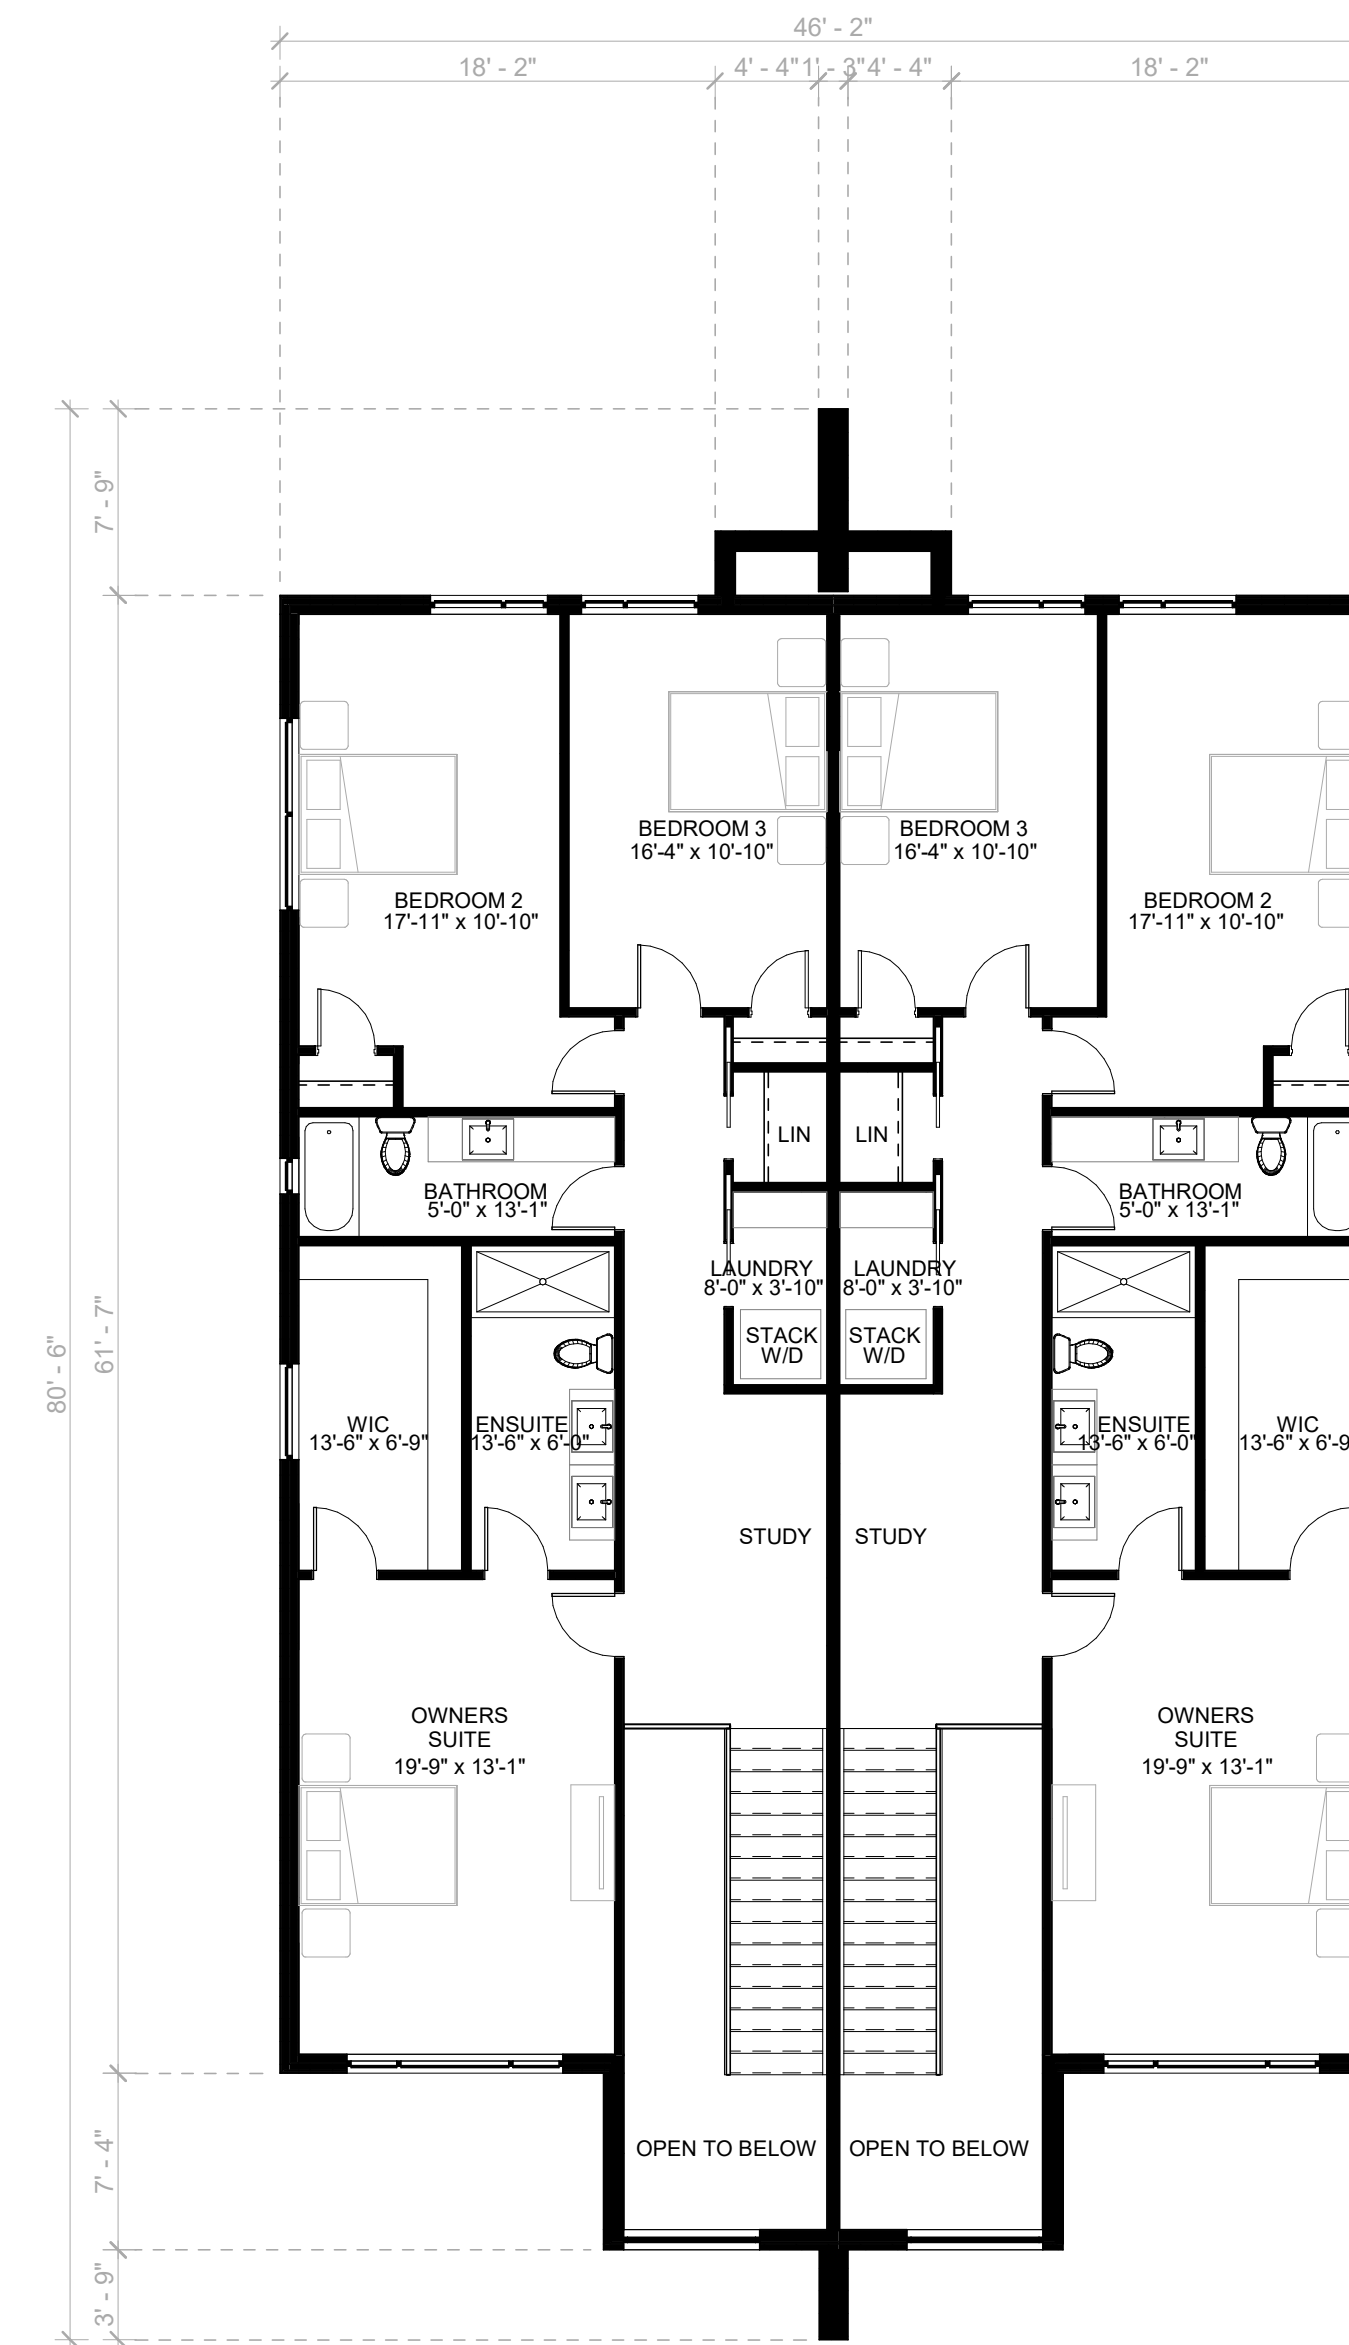 46' - 2"
18' - 2"
4' - 4"
1' - 3"
4' - 4"
18' - 2"
7' - 9"
BEDROOM 3
16'-4" x 10'-10"
BEDROOM 3
16'-4" x 10'-10"
BEDROOM 2
17'-11" x 10'-10"
BEDROOM 2
17'-11" x 10'-10"
LIN
LIN
BATHROOM
5'-0" x 13'-1"
BATHROOM
5'-0" x 13'-1"
LAUNDRY
8'-0" x 3'-10"
LAUNDRY
8'-0" x 3'-10"
80' - 6"
61' - 7"
STACK
W/D
STACK
W/D
WIC
13'-6" x 6'-9"
ENSUITE
13'-6" x 6'-0"
ENSUITE
13'-6" x 6'-0"
WIC
13'-6" x 6'-9
STUDY
STUDY
OWNERS
SUITE
19'-9" x 13'-1"
OWNERS
SUITE
19'-9" x 13'-1"
7' - 4"
OPEN TO BELOW
OPEN TO BELOW
3' - 9"